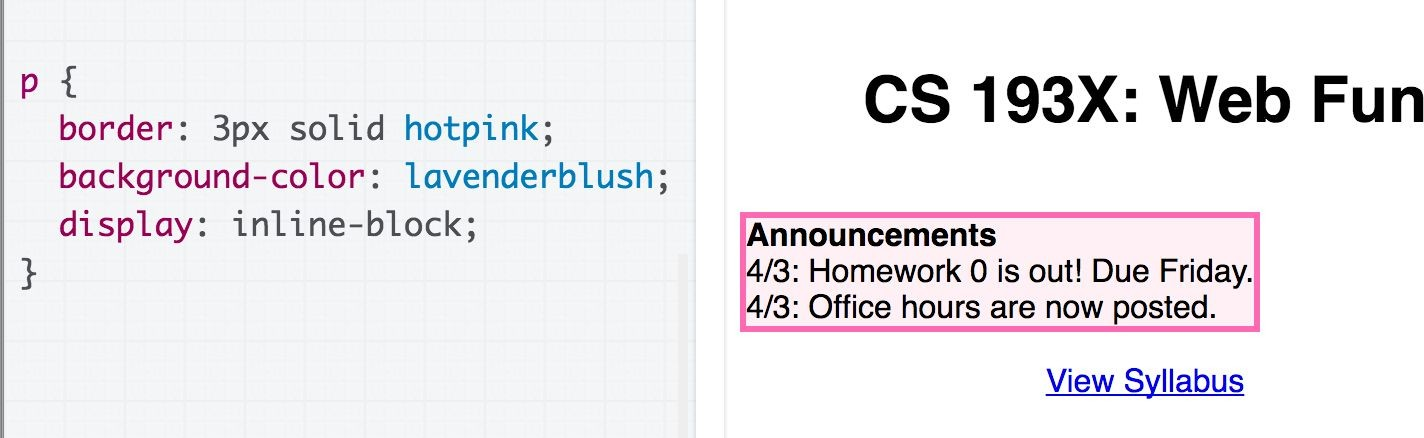 p {
border: 3px solid hotpink;
background-color: lavenderblush;
display: inline-block;
}
CS 193X: Web Fun
Announcements
4/3: Homework 0 is out! Due Friday.
4/3: Office hours are now posted.
View Syllabus